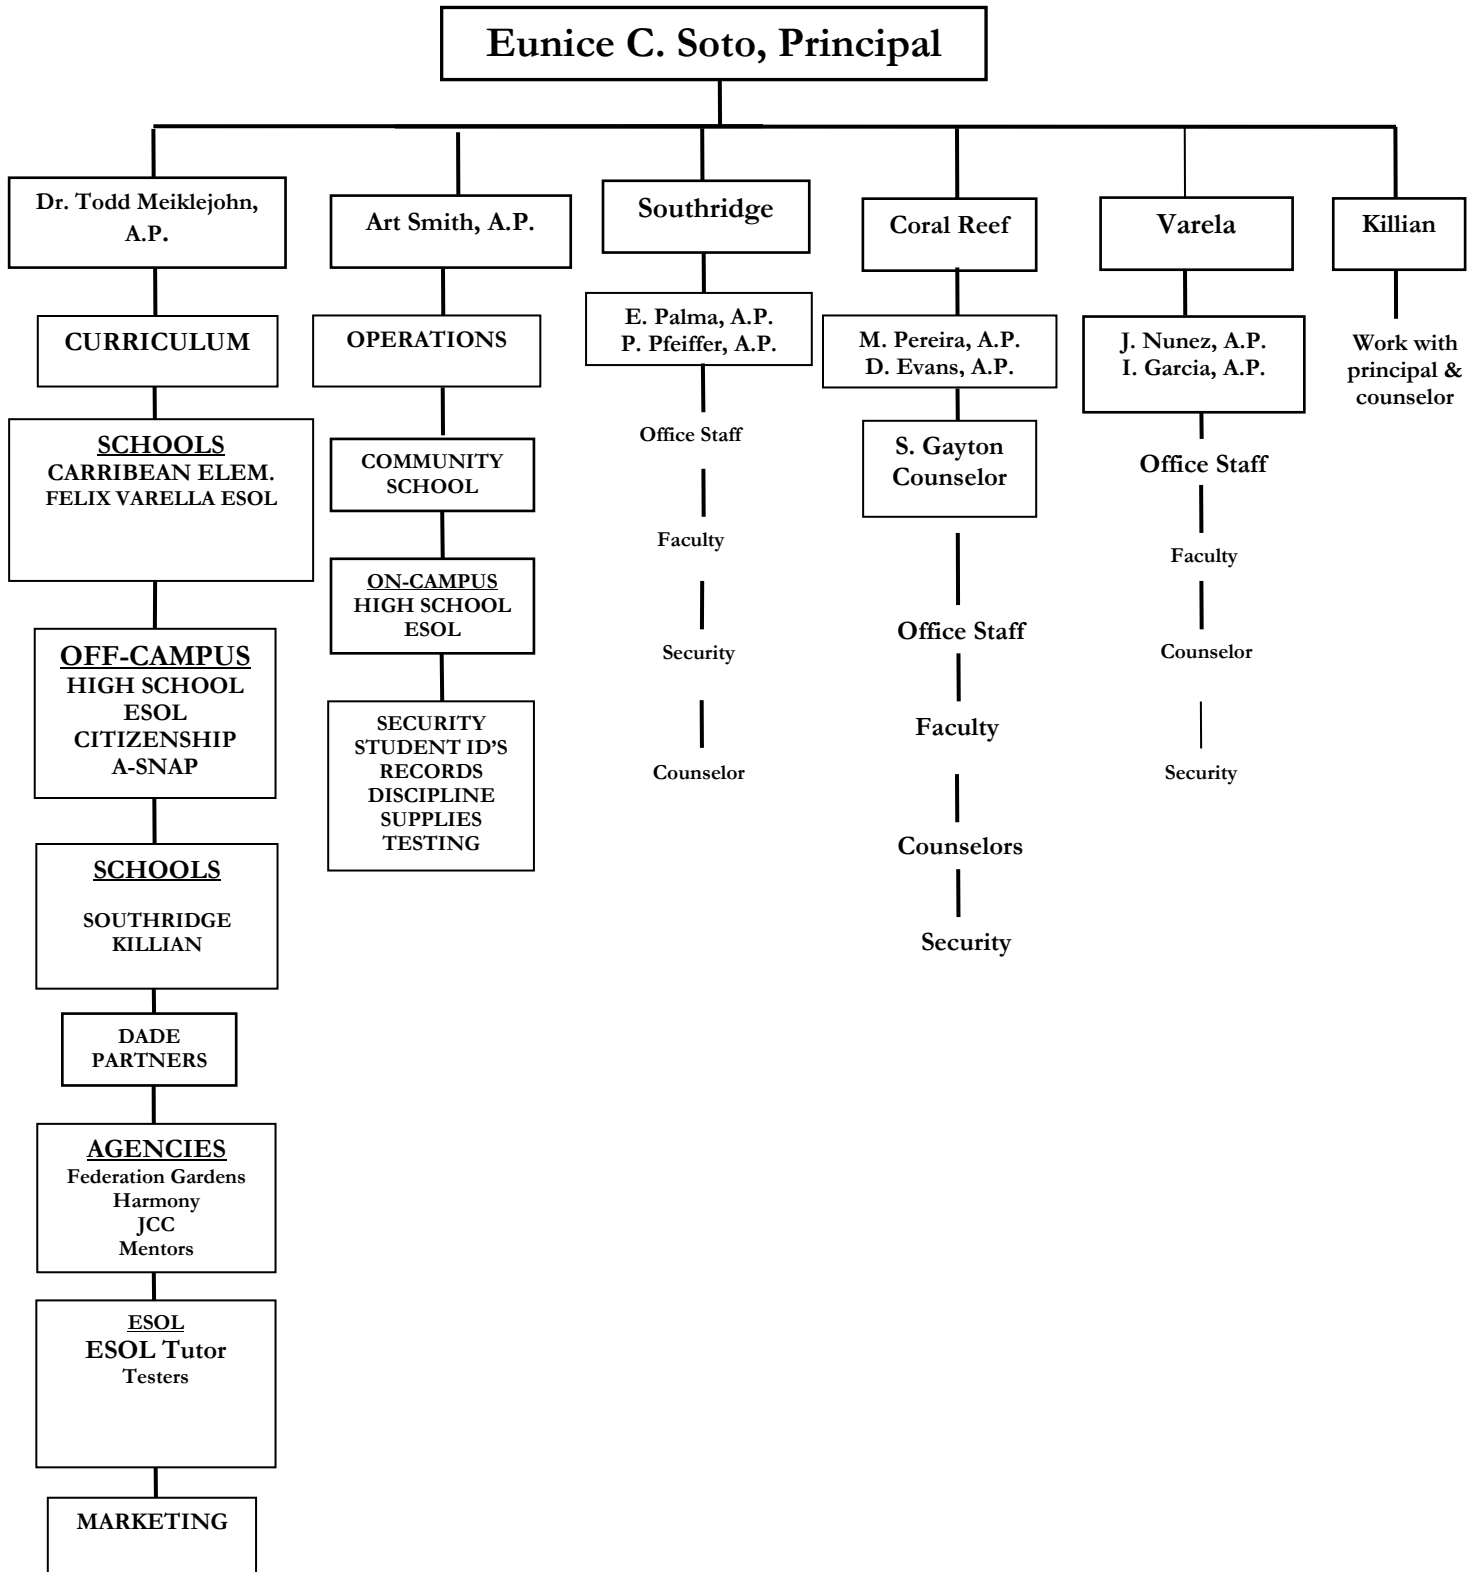 Eunice C. Soto, Principal
Dr. Todd Meiklejohn,
A.P.
CURRICULUM
SCHOOLS
CARRIBEAN ELEM.
FELIX VARELLA ESOL
OFF-CAMPUS
HIGH SCHOOL
ESOL
CITIZENSHIP
A-SNAP
SCHOOLS
SOUTHRIDGE
KILLIAN
DADE
PARTNERS
AGENCIES
Federation Gardens
Harmony
JCC
Mentors
ESOL
ESOL Tutor
Testers
MARKETING
Art Smith, A.P.
OPERATIONS
COMMUNITY
SCHOOL
ON-CAMPUS
HIGH SCHOOL
ESOL
SECURITY
STUDENT ID’S
RECORDS
DISCIPLINE
SUPPLIES
TESTING
Southridge
E. Palma, A.P.
P. Pfeiffer, A.P.
Office Staff
Faculty
Security
Counselor
Coral Reef
M. Pereira, A.P.
D. Evans, A.P.
S. Gayton
Counselor
Office Staff
Faculty
Counselors
Security
Varela
J. Nunez, A.P.
I. Garcia, A.P.
Office Staff
Faculty
Counselor
Security
Killian
Work with
principal &
counselor